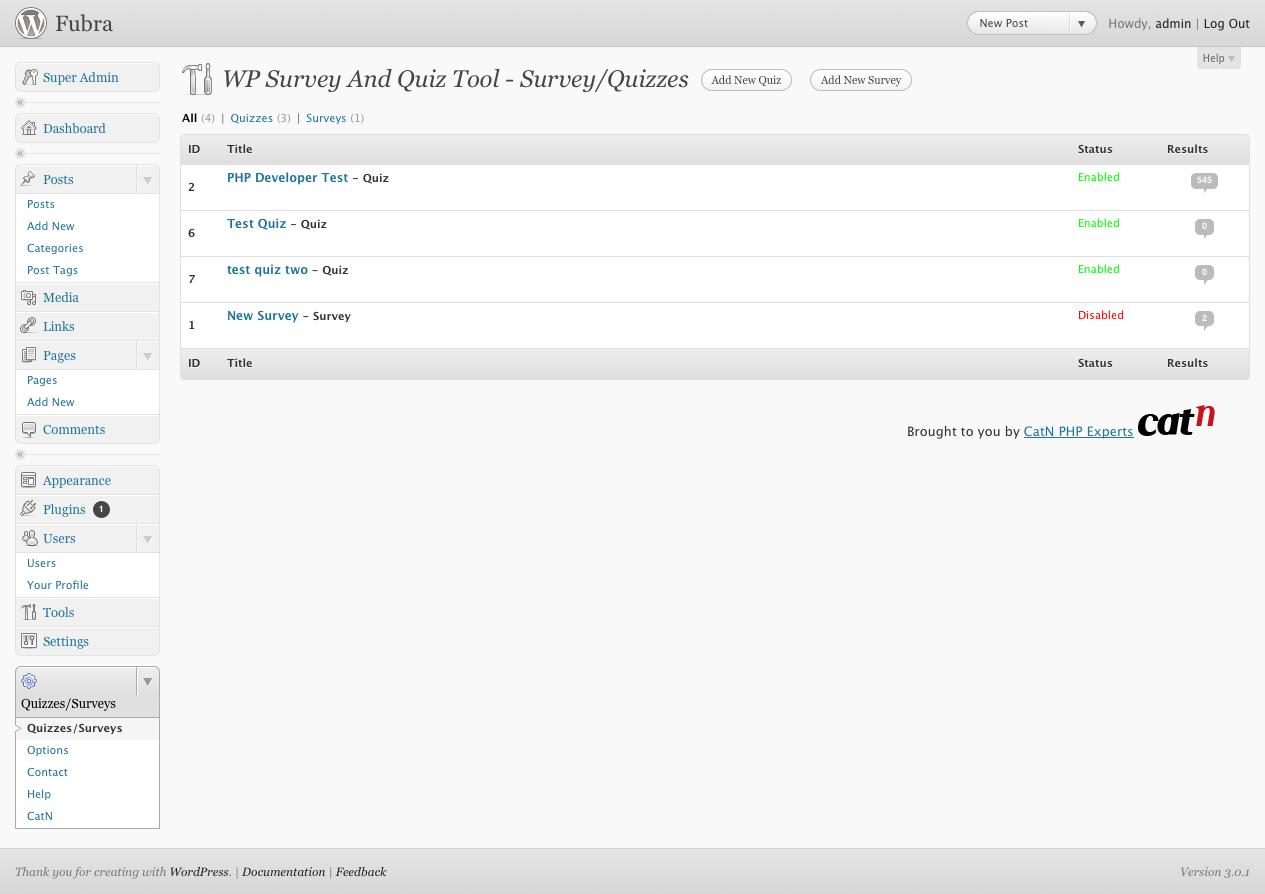 Fubra
New Post
Howdy, admin | Log Out
Help
Super Admin
Dashboard
Posts
Posts
Add New
Categories
Post Tags
Media
Links
Pages
Pages
Add New
Comments
Appearance
Plugins 1
Users
Users
Your Profile
Tools
Settings
Quizzes/Surveys
Quizzes/Surveys
Options
Contact
Help
CatN
WP Survey And Quiz Tool - Survey/Quizzes
Add New Quiz
Add New Survey
All (4) | Quizzes (3) | Surveys (1)
ID Title Status Results
2 PHP Developer Test – Quiz Enabled 545
6 Test Quiz – Quiz Enabled 0
7 test quiz two – Quiz Enabled 0
1 New Survey – Survey Disabled 2
ID Title Status Results
Brought to you by CatN PHP Experts catn
Thank you for creating with WordPress. | Documentation | Feedback
Version 3.0.1